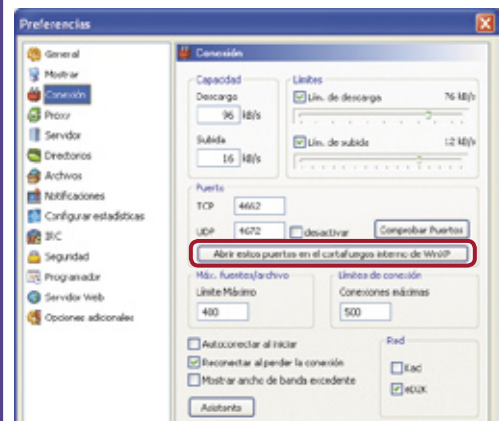 Preferencias
General
Mostrar
Conexión
Proxy
Servidor
Directorios
Archivos
Notificaciones
Configurar estadísticas
IRC
Seguridad
Programador
Servidor Web
Opciones adicionales
Conexión
Capacidad
Descarga
96 kB/s
Subida
16 kB/s
Límites
Lím. de descarga 76 kB/s
Lím. de subida 12 kB/s
Puerto
TCP 4662
UDP 4672 desactivar Comprobar Puertos
Abrir estos puertos en el cortafuegos interno de WinXP
Máx. fuentes/archivo
Límite Máximo
400
Límites de conexión
Conexiones máximas
500
Autoconectar al iniciar
Reconectar al perder la conexión
Mostrar ancho de banda excedente
Red
Kad
eD2K
Asistente